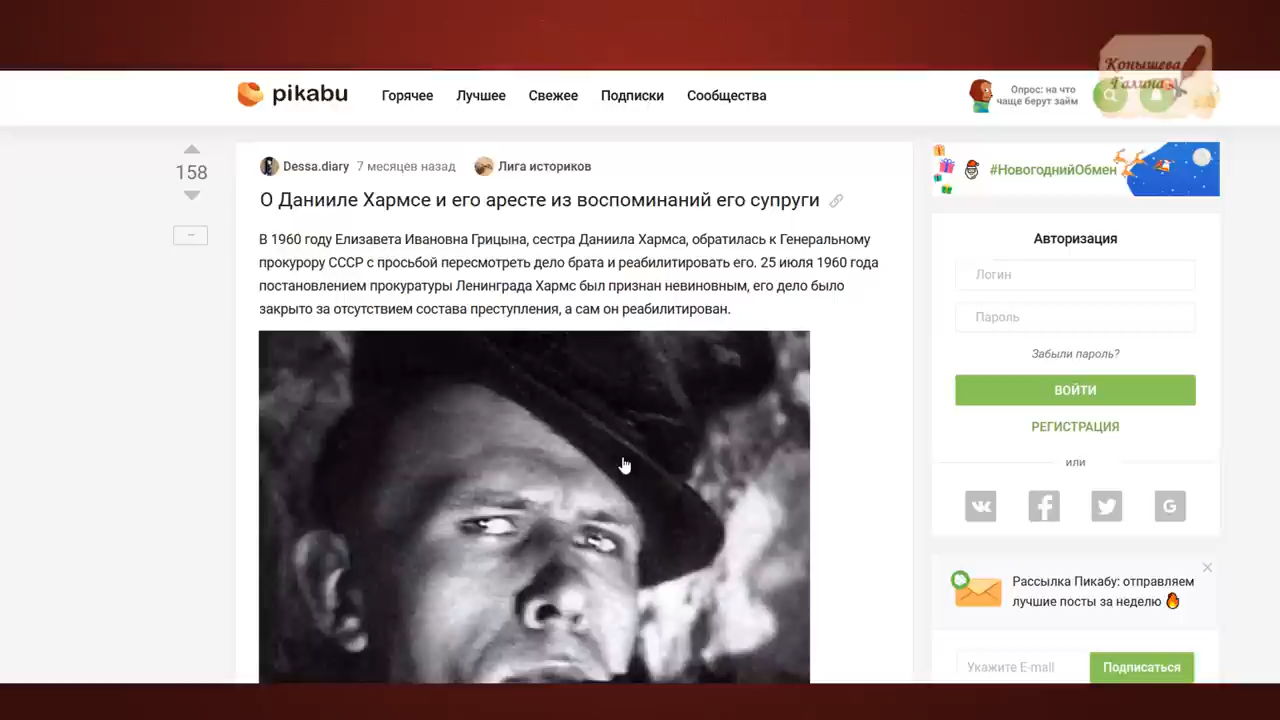 Конышева
Галина
pikabu
Горячее Лучшее Свежее Подписки Сообщества
Опрос: на что
чаще берут займ
158
Dessa.diary 7 месяцев назад Лига историков
О Данииле Хармсе и его аресте из воспоминаний его супруги
В 1960 году Елизавета Ивановна Грицына, сестра Даниила Хармса, обратилась к Генеральному
прокурору СССР с просьбой пересмотреть дело брата и реабилитировать его. 25 июля 1960 года
постановлением прокуратуры Ленинграда Хармс был признан невиновным, его дело было
закрыто за отсутствием состава преступления, а сам он реабилитирован.
#НовогоднийОбмен
Авторизация
Логин
Пароль
Забыли пароль?
ВОЙТИ
РЕГИСТРАЦИЯ
или
G
Рассылка Пикабу: отправляем
лучшие посты за неделю
Укажите E-mail
Подписаться